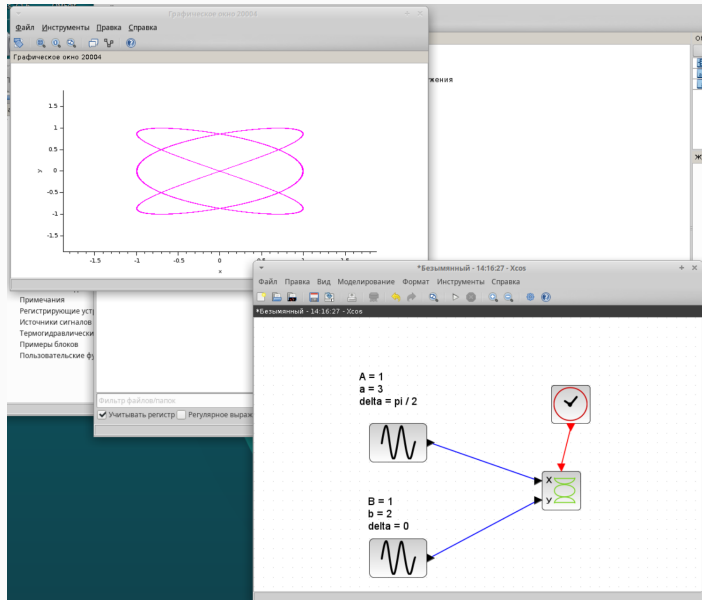 Графическое окно 20004
Файл Инструменты Правка Справка
Графическое окно 20004
1.5
1
0.5
0
-0.5
-1
-1.5
y
-1.5 -1 -0.5 0 0.5 1 1.5
x
жения
Примечания
Регистрирующие уст
Источники сигналов
Термогидравлически
Примеры блоков
Пользовательские фу
Фильтр файлов/папок
Учитывать регистр Регулярное выраж
*Безымянный - 14:16:27 - Xcos
Файл Правка Вид Моделирование Формат Инструменты Справка
*Безымянный - 14:16:27 - Xcos
A = 1
a = 3
delta = pi / 2
X
y
B = 1
b = 2
delta = 0